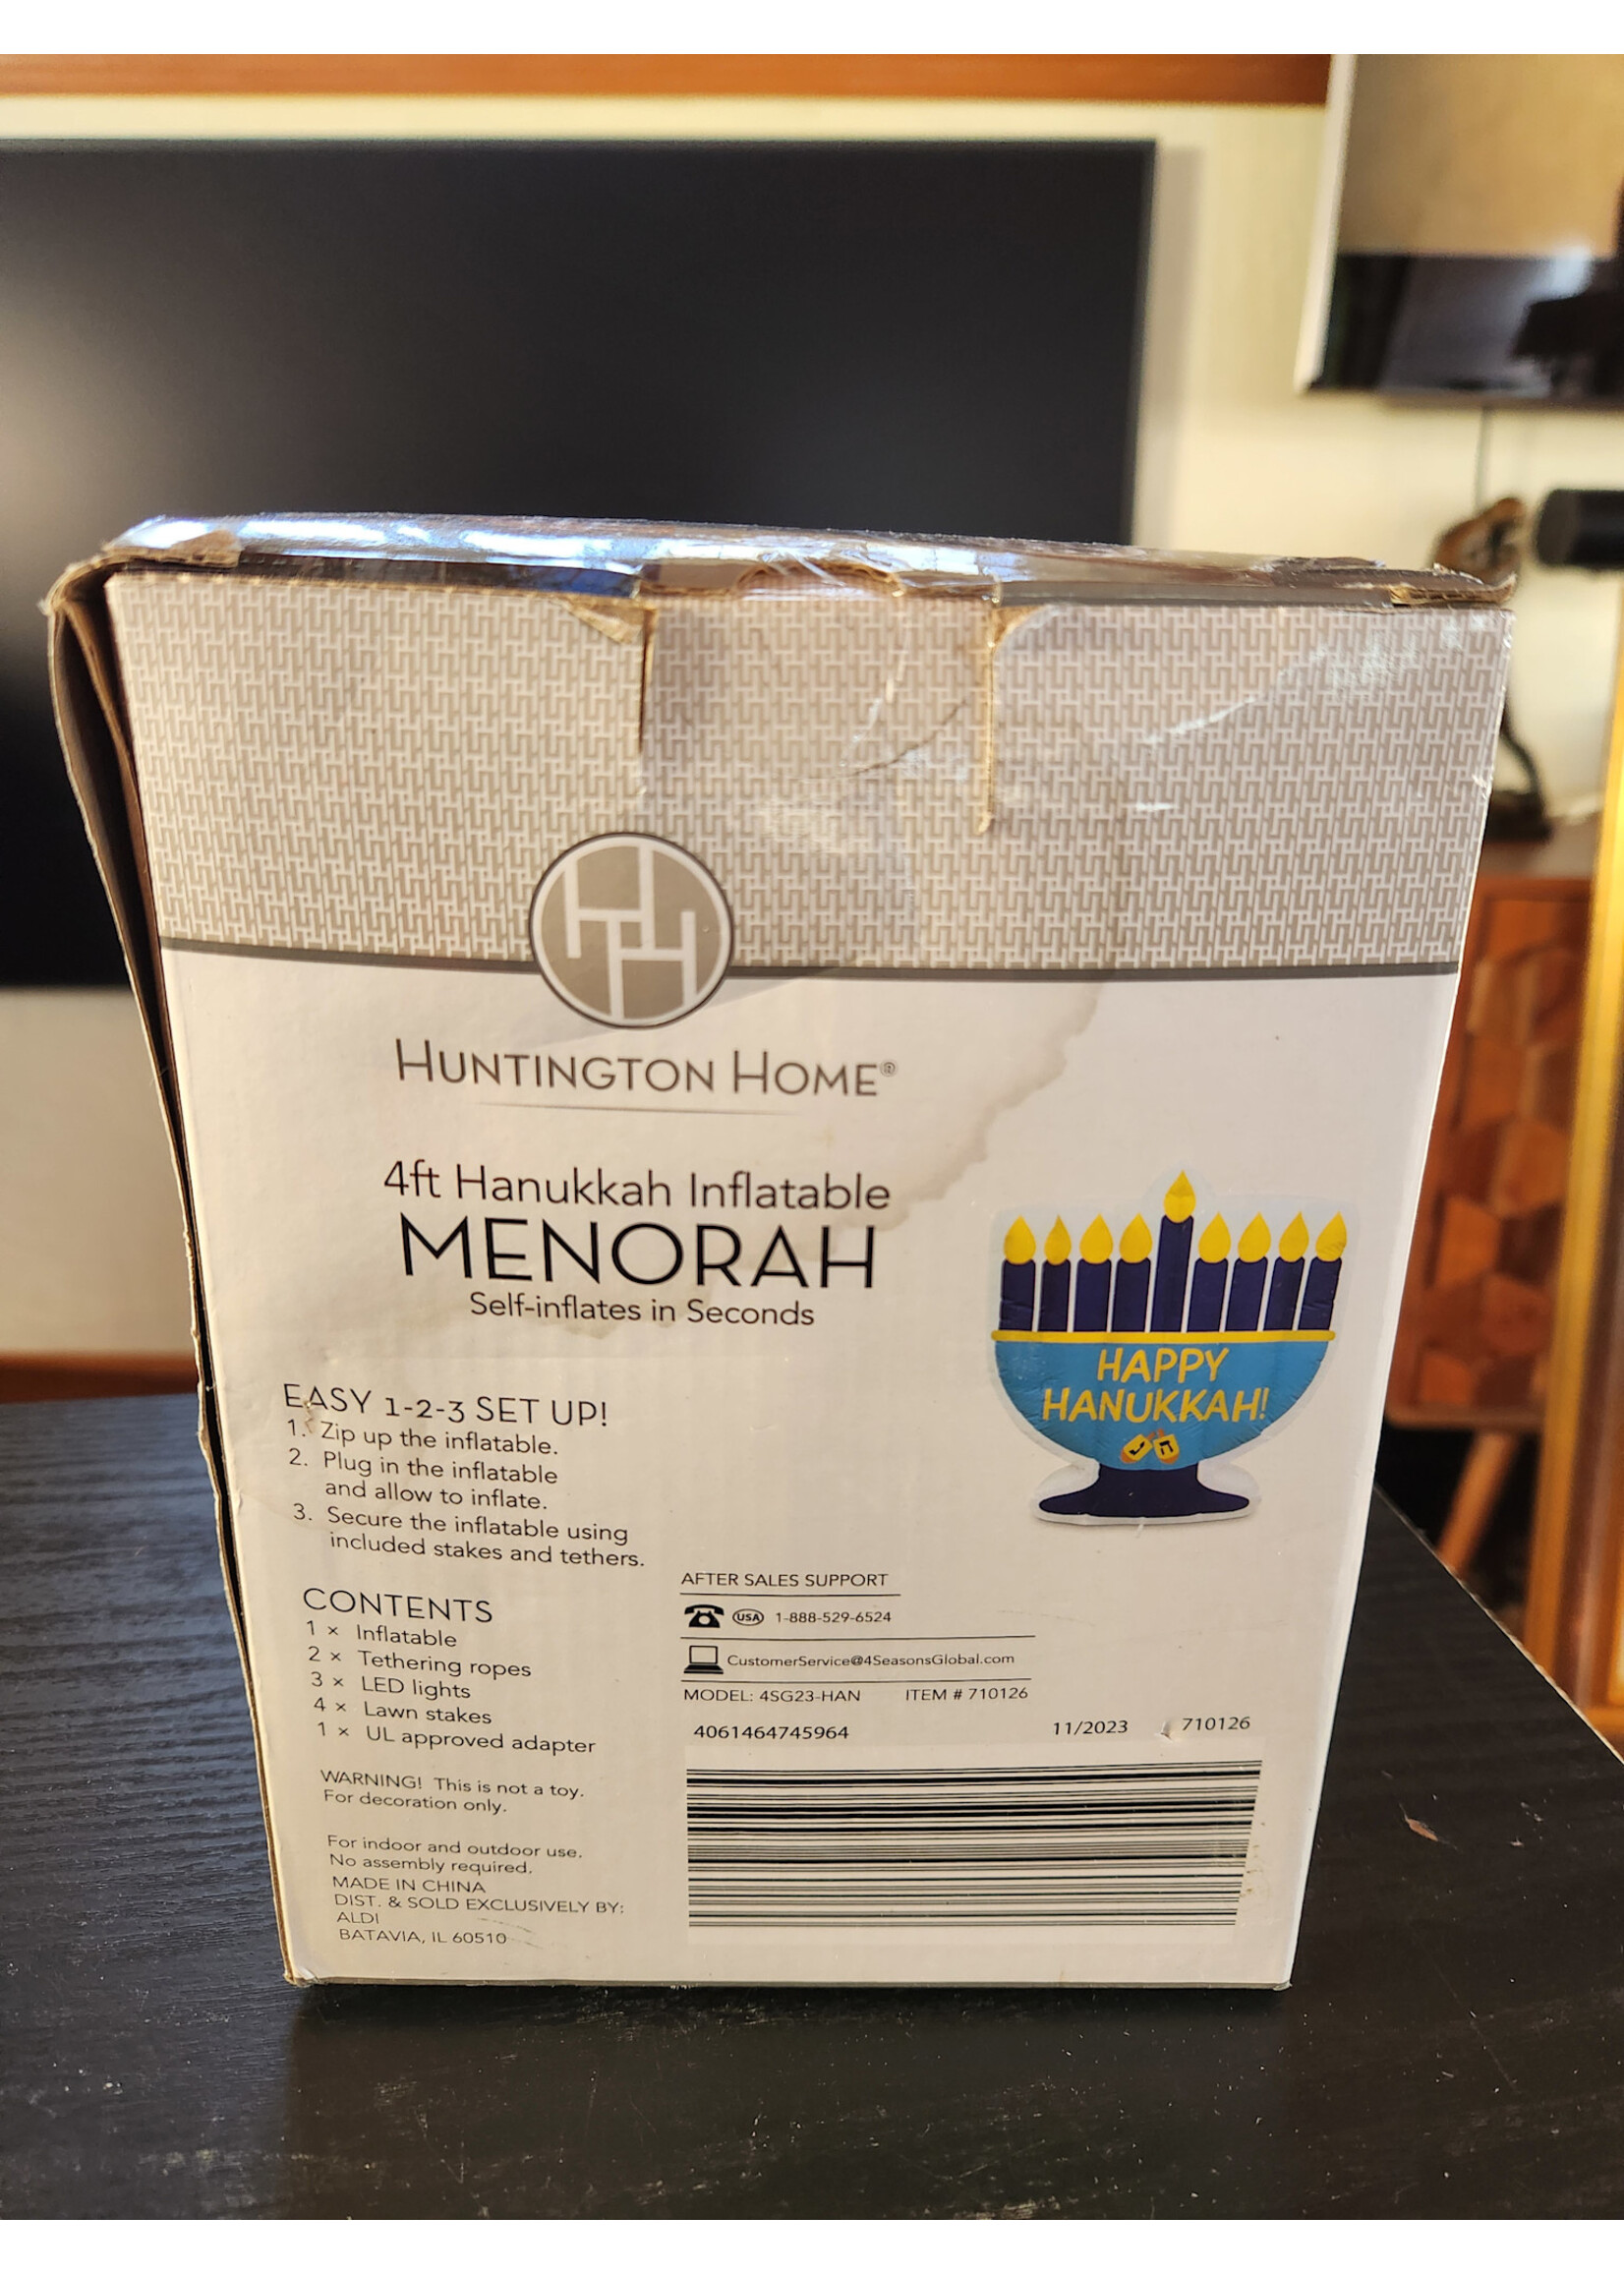 HUNTINGTON HOME®
4ft Hanukkah Inflatable
MENORAH
Self-inflates in Seconds
HAPPY
HANUKKAH!
EASY 1-2-3 SET UP!
1. Zip up the inflatable.
2. Plug in the inflatable
and allow to inflate.
3. Secure the inflatable using
included stakes and tethers.
CONTENTS
1 × Inflatable
2 × Tethering ropes
3 × LED lights
4 × Lawn stakes
1 × UL approved adapter
WARNING! This is not a toy.
For decoration only.
For indoor and outdoor use.
No assembly required.
MADE IN CHINA
DIST. & SOLD EXCLUSIVELY BY:
ALDI
BATAVIA, IL 60510
AFTER SALES SUPPORT
USA 1-888-529-6524
CustomerService@4SeasonsGlobal.com
MODEL: 4SG23-HAN ITEM # 710126
4061464745964 11/2023 710126